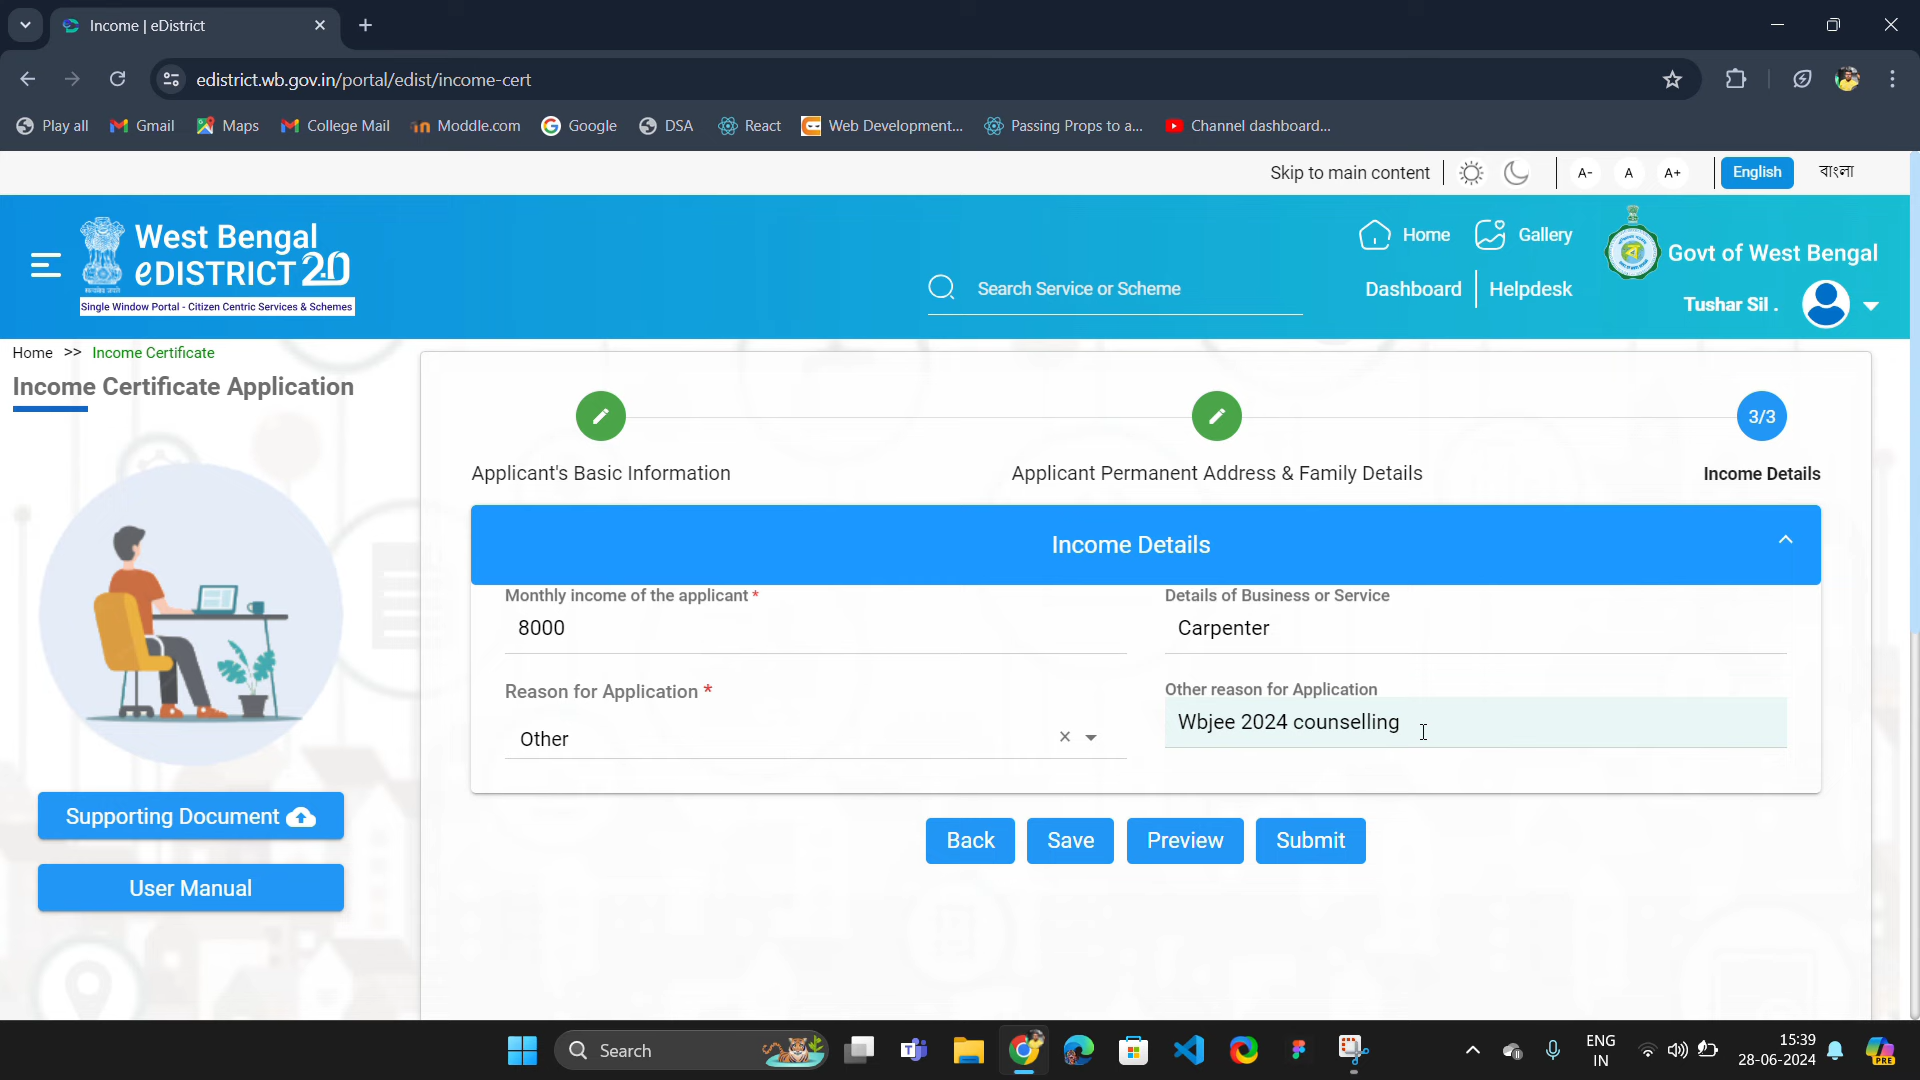 Income | eDistrict
edistrict.wb.gov.in/portal/edist/income-cert
Play all
Gmail
Maps
College Mail
Moddle.com
Google
DSA
React
Web Development...
Passing Props to a...
Channel dashboard...
Skip to main content
A-
A
A+
English
বাংলা
West Bengal
eDISTRICT 2.0
Single Window Portal - Citizen Centric Services & Schemes
Search Service or Scheme
Home
Gallery
Dashboard
Helpdesk
Govt of West Bengal
Tushar Sil .
Home >> Income Certificate
Income Certificate Application
3/3
Applicant's Basic Information
Applicant Permanent Address & Family Details
Income Details
Income Details
Monthly income of the applicant *
Details of Business or Service
8000
Carpenter
Reason for Application *
Other reason for Application
Other
Wbjee 2024 counselling
Supporting Document
User Manual
Back
Save
Preview
Submit
Search
ENG
IN
15:39
28-06-2024
PRE